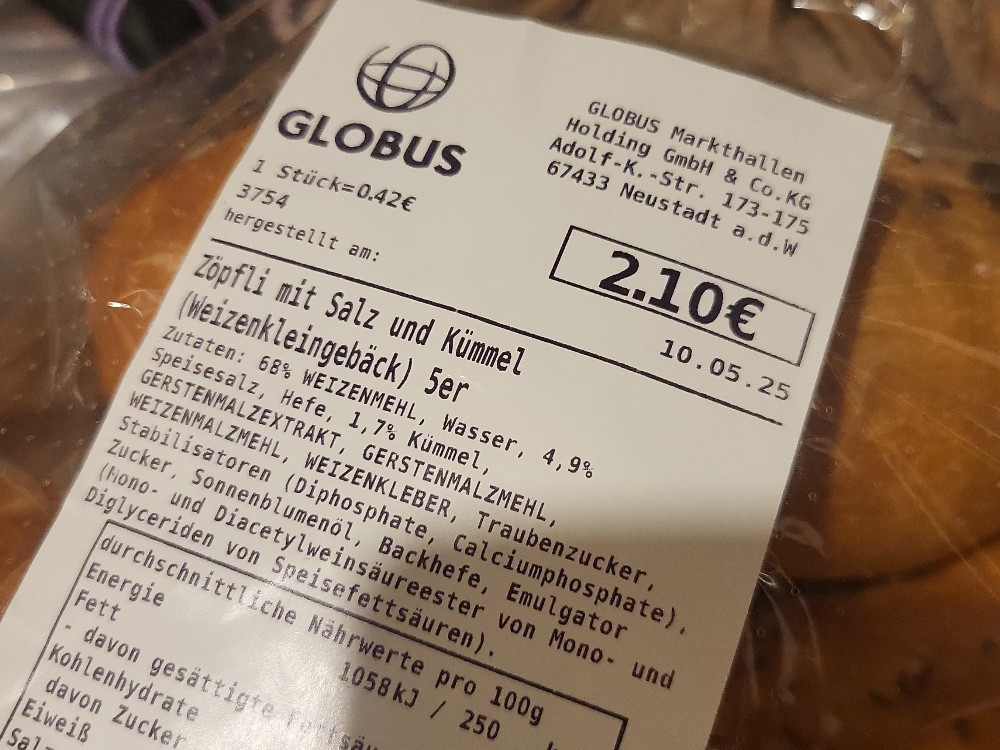 GLOBUS
GLOBUS Markthallen
Holding GmbH & Co.KG
Adolf-K.-Str. 173-175
67433 Neustadt a.d.W
1 Stück=0.42€
3754
hergestellt am:
2.10€
10.05.25
Zöpfli mit Salz und Kümmel
(Weizenkleingebäck) 5er
Zutaten: 68% WEIZENMEHL, Wasser, 4,9%
Speisesalz, Hefe, 1,7% Kümmel,
GERSTENMALZEXTRAKT, GERSTENMALZMEHL,
WEIZENMALZMEHL, WEIZENKLEBER, Traubenzucker,
Stabilisatoren (Diphosphate, Calciumphosphate),
Zucker, Sonnenblumenöl, Backhefe, Emulgator
(Mono- und Diacetylweinsäureester von Mono- und
Diglyceriden von Speisefettsäuren).
durchschnittliche Nährwerte pro 100g
Energie 1058kJ / 250
Fett
- davon gesättigte
Kohlenhydrate
davon Zucker
Eiweiß
Salz